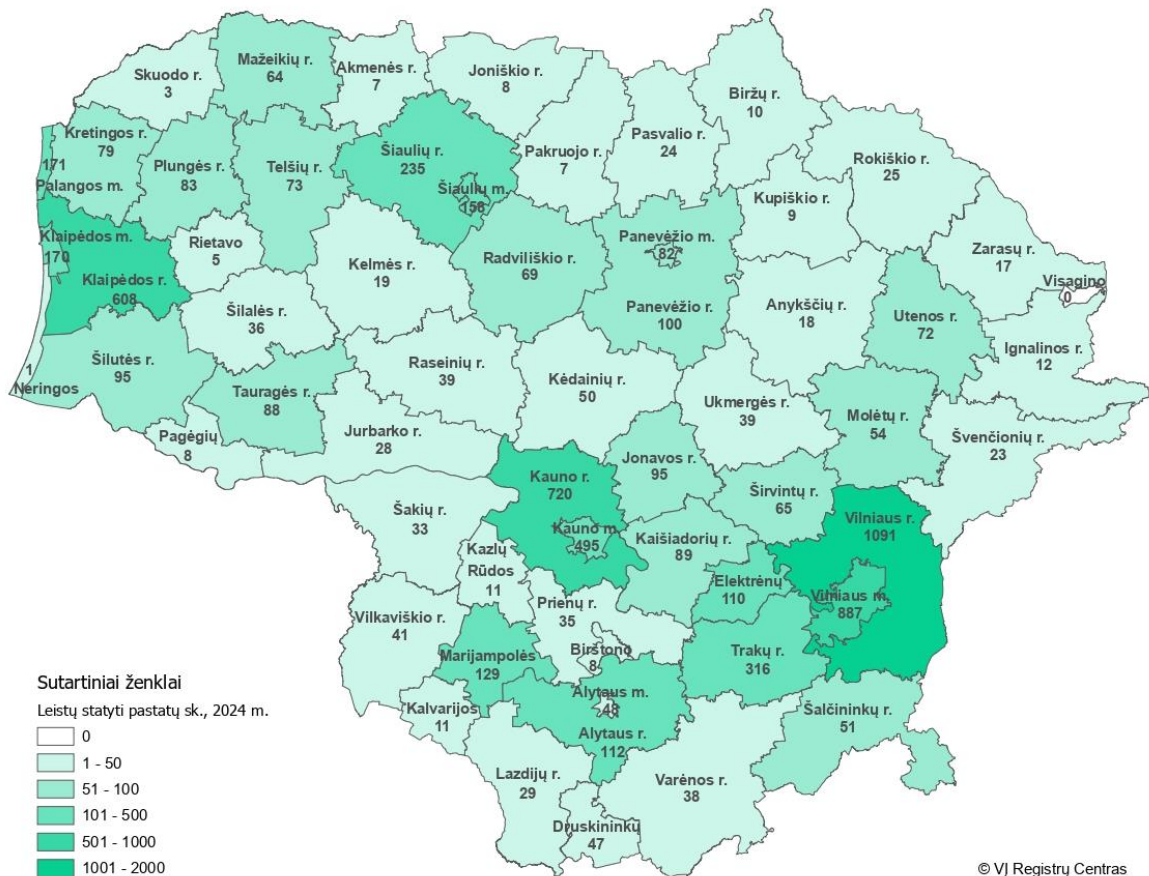 Skuodo r.
3
Mažeikių r.
64
Akmenės r.
7
Joniškio r.
8
Biržų r.
10
Kretingos r.
79
171
Palangos m.
Plungės r.
83
Telšių r.
73
Šiaulių r.
235
Šiaulių m.
158
Pakruojo r.
7
Pasvalio r.
24
Rokiškio r.
25
Kupiškio r.
9
Klaipėdos m.
170
Klaipėdos r.
608
Rietavo
5
Kelmės r.
19
Radviliškio r.
69
Panevėžio m.
82
Panevėžio r.
100
Zarasų r.
17
Visagino
0
Anykščių r.
18
Utenos r.
72
Ignalinos r.
12
Šilalės r.
36
Šilutės r.
95
1
Neringos
Tauragės r.
88
Raseinių r.
39
Kėdainių r.
50
Ukmergės r.
39
Molėtų r.
54
Švenčionių r.
23
Pagėgių
8
Jurbarko r.
28
Kauno r.
720
Jonavos r.
95
Širvintų r.
65
Vilniaus r.
1091
Šakių r.
33
Kauno m.
495
Kaišiadorių r.
89
Kazlų
Rūdos
11
Elektrėnų
110
Vilniaus m.
887
Vilkaviškio r.
41
Prienų r.
35
Birštono
8
Trakų r.
316
Marijampolės
129
Alytaus m.
48
Alytaus r.
112
Kalvarijos
11
Šalčininkų r.
51
Lazdijų r.
29
Varėnos r.
38
Druskininkų
47
Sutartiniai ženklai
Leistų statyti pastatų sk., 2024 m.
0
1 - 50
51 - 100
101 - 500
501 - 1000
1001 - 2000
© VĮ Registrų Centras